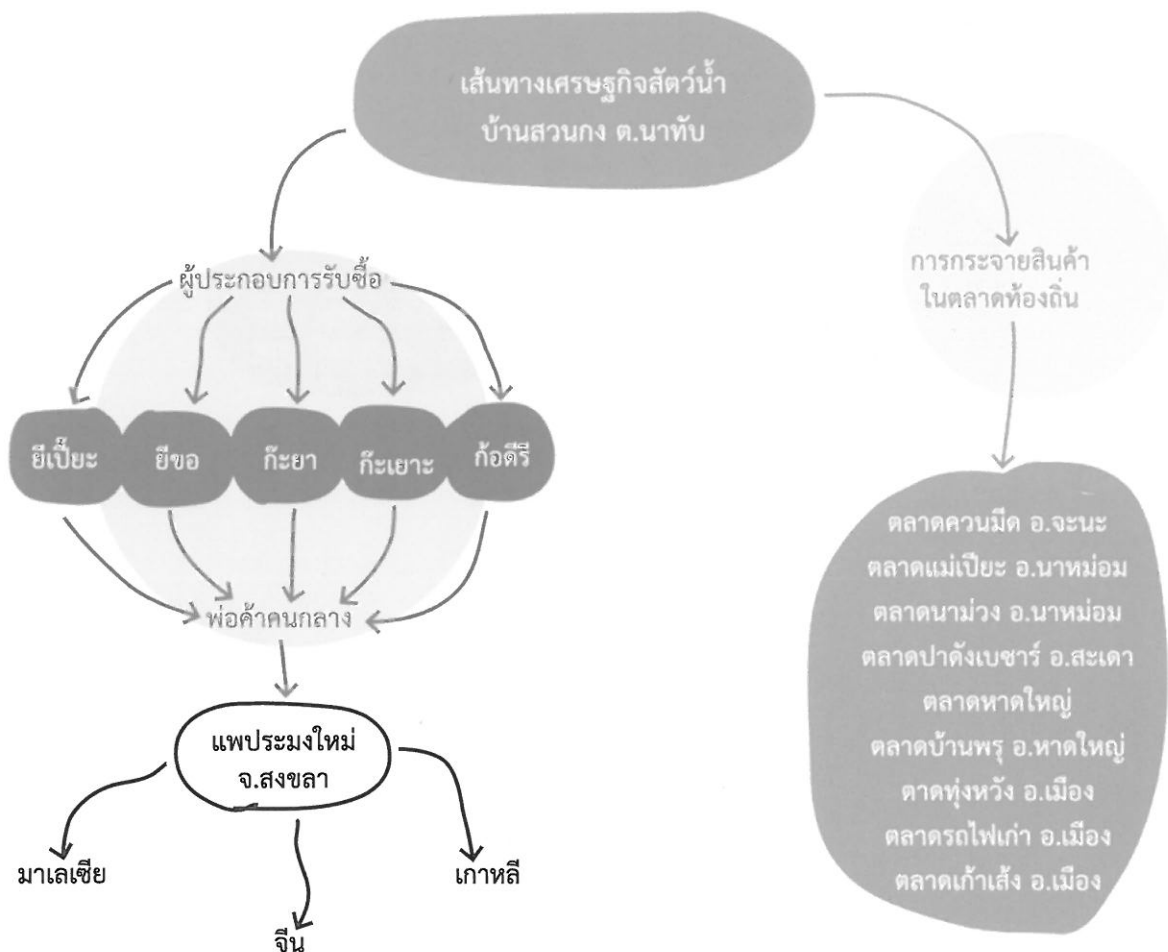 เส้นทางเศรษฐกิจสัตว์น้ำ
บ้านสวนกง ต.นาทับ
ผู้ประกอบการรับซื้อ
การกระจายสินค้า
ในตลาดท้องถิ่น
ยีเปี๊ยะ
ยีขอ
ก๊ะยา
ก๊ะเยาะ
ก้อดีรี
พ่อค้าคนกลาง
แพประมงใหม่
จ.สงขลา
มาเลเซีย
จีน
เกาหลี
ตลาดควนมีด อ.จะนะ
ตลาดแม่เปียะ อ.นาหม่อม
ตลาดนาม่วง อ.นาหม่อม
ตลาดปาดังเบซาร์ อ.สะเดา
ตลาดหาดใหญ่
ตลาดบ้านพรุ อ.หาดใหญ่
ตาดทุ่งหวัง อ.เมือง
ตลาดรถไฟเก่า อ.เมือง
ตลาดเก้าเส้ง อ.เมือง